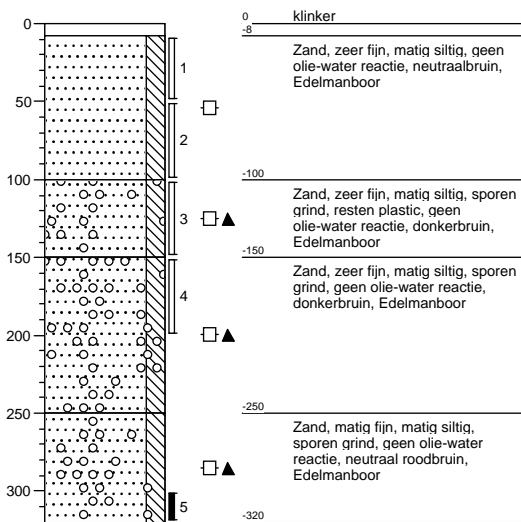 0
50
100
150
200
250
300
1
2
3
4
5
0
klinker
-8
Zand, zeer fijn, matig siltig, geen
olie-water reactie, neutraalbruin,
Edelmanboor
-100
Zand, zeer fijn, matig siltig, sporen
grind, resten plastic, geen
olie-water reactie, donkerbruin,
Edelmanboor
-150
Zand, zeer fijn, matig siltig, sporen
grind, geen olie-water reactie,
donkerbruin, Edelmanboor
-250
Zand, matig fijn, matig siltig,
sporen grind, geen olie-water
reactie, neutraal roodbruin,
Edelmanboor
-320